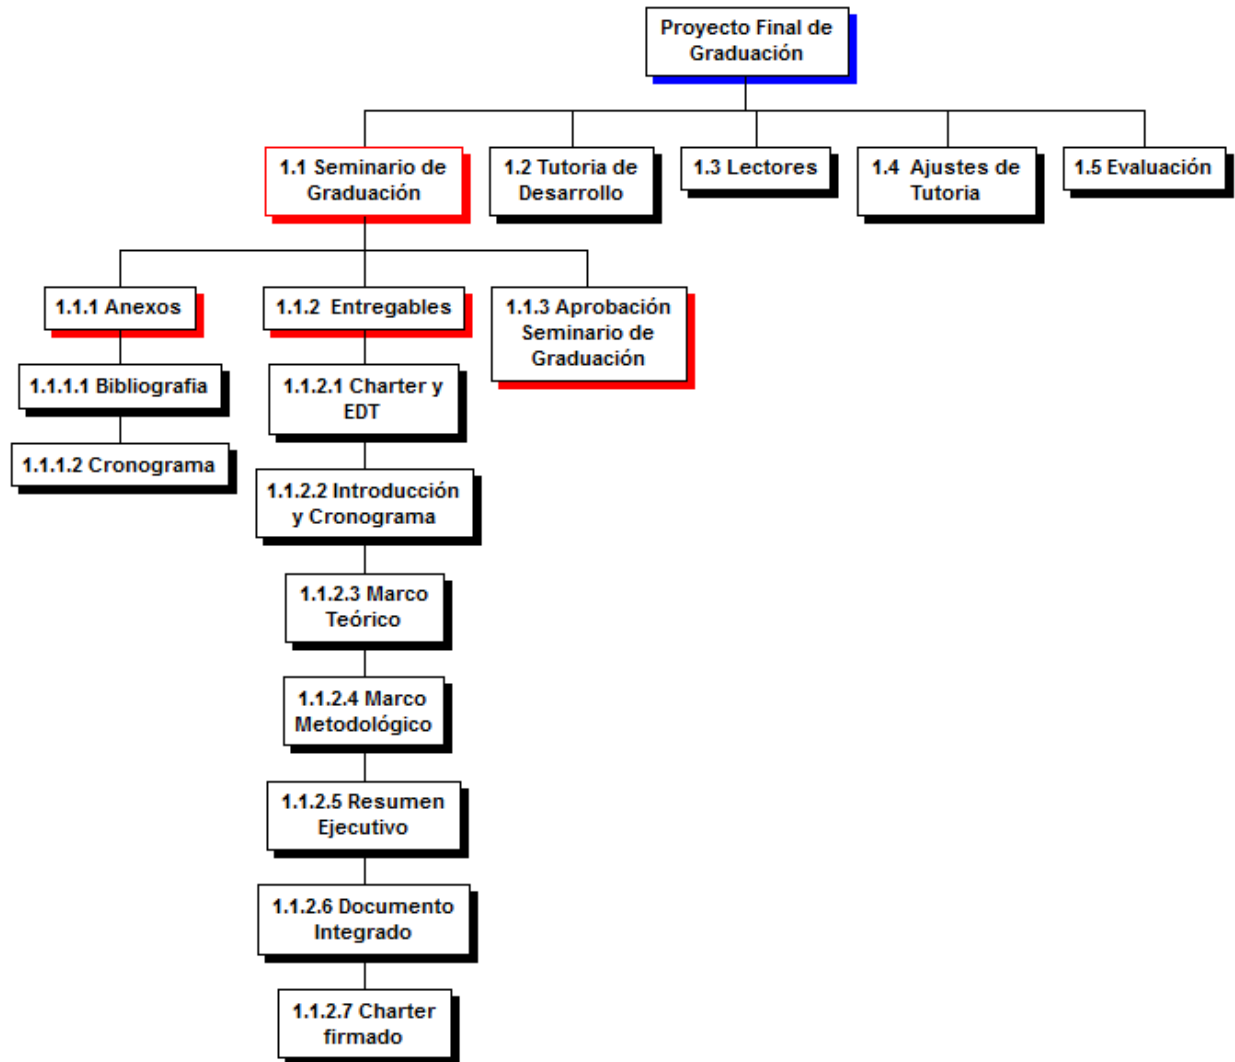 Proyecto Final de
Graduación
1.1 Seminario de
Graduación
1.2 Tutoria de
Desarrollo
1.3 Lectores
1.4 Ajustes de
Tutoria
1.5 Evaluación
1.1.1 Anexos
1.1.1.1 Bibliografia
1.1.1.2 Cronograma
1.1.2 Entregables
1.1.2.1 Charter y
EDT
1.1.2.2 Introducción
y Cronograma
1.1.2.3 Marco
Teórico
1.1.2.4 Marco
Metodológico
1.1.2.5 Resumen
Ejecutivo
1.1.2.6 Documento
Integrado
1.1.2.7 Charter
firmado
1.1.3 Aprobación
Seminario de
Graduación